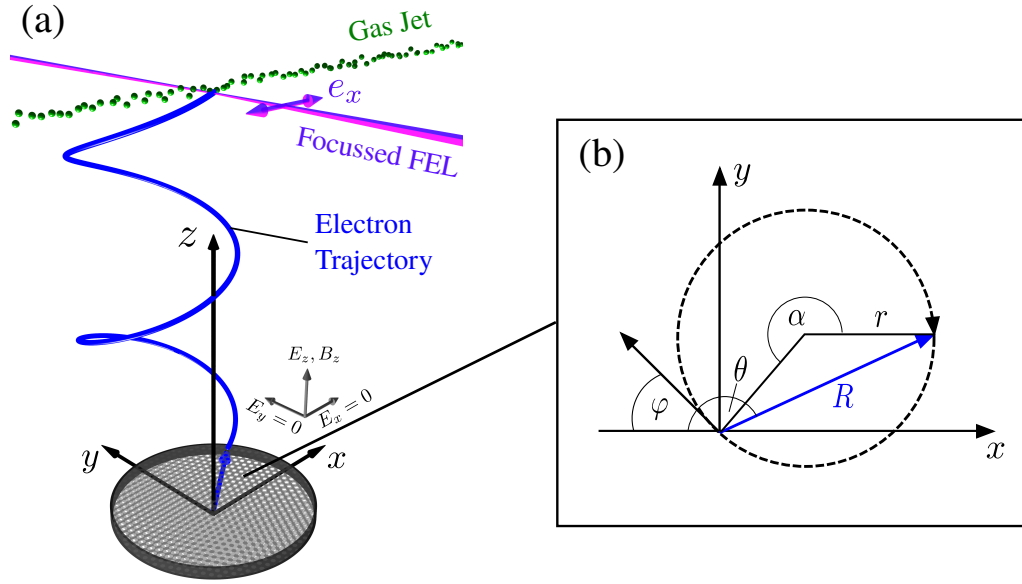 (a)
Gas Jet
e_x
Focussed FEL
Electron
Trajectory
z
E_z, B_z
E_y = 0
E_x = 0
y
x
(b)
y
α
r
θ
φ
R
x